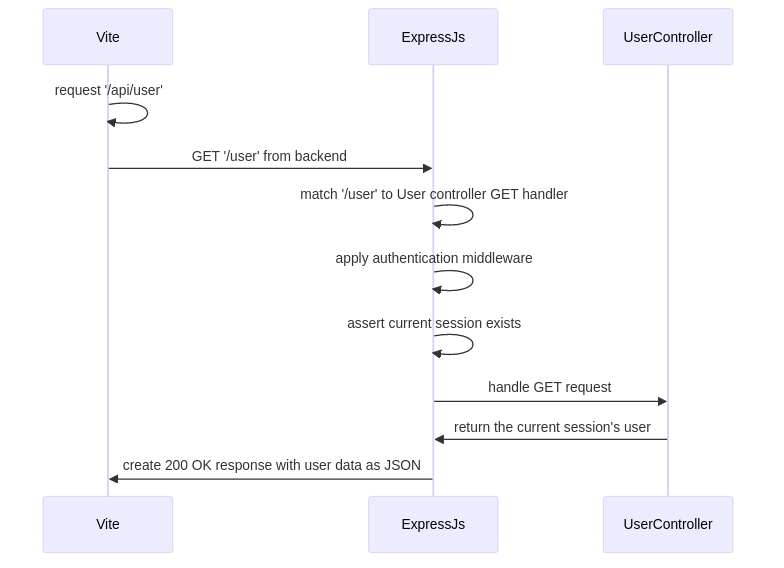 Vite
ExpressJs
UserController
request '/api/user'
GET '/user' from backend
match '/user' to User controller GET handler
apply authentication middleware
assert current session exists
handle GET request
return the current session's user
create 200 OK response with user data as JSON
Vite
ExpressJs
UserController